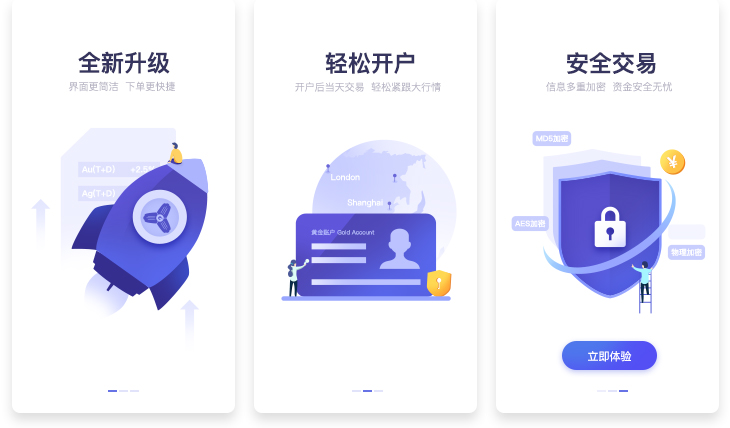 全新升级
界面更简洁 下单更快捷
Au(T+D)
Ag(T+D)
轻松开户
开户后当天交易 轻松紧跟大行情
London
Shanghai
黄金账户 Gold Account
安全交易
信息多重加密 资金安全无忧
MD5加密
¥
AES加密
物理加密
立即体验